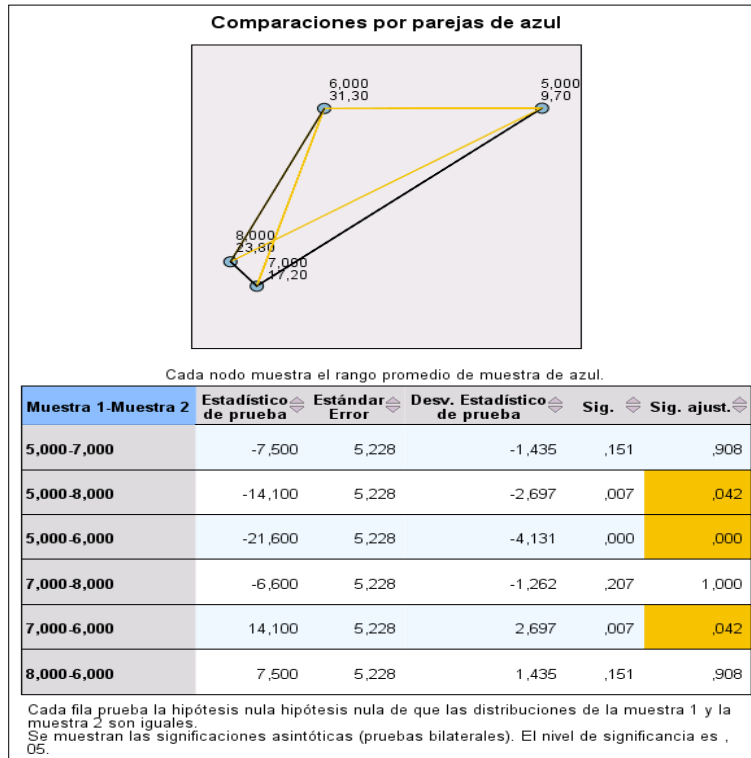 Comparaciones por parejas de azul
6,000
31,30
5,000
9,70
8,000
23,80
7,000
17,20
Cada nodo muestra el rango promedio de muestra de azul.
Muestra 1-Muestra 2 Estadístico de prueba Estándar Error Desv. Estadístico de prueba Sig. Sig. ajust.
5,000-7,000 -7,500 5,228 -1,435 ,151 ,908
5,000-8,000 -14,100 5,228 -2,697 ,007 ,042
5,000-6,000 -21,600 5,228 -4,131 ,000 ,000
7,000-8,000 -6,600 5,228 -1,262 ,207 1,000
7,000-6,000 14,100 5,228 2,697 ,007 ,042
8,000-6,000 7,500 5,228 1,435 ,151 ,908
Cada fila prueba la hipótesis nula hipótesis nula de que las distribuciones de la muestra 1 y la
muestra 2 son iguales.
Se muestran las significaciones asintóticas (pruebas bilaterales). El nivel de significancia es ,
05.